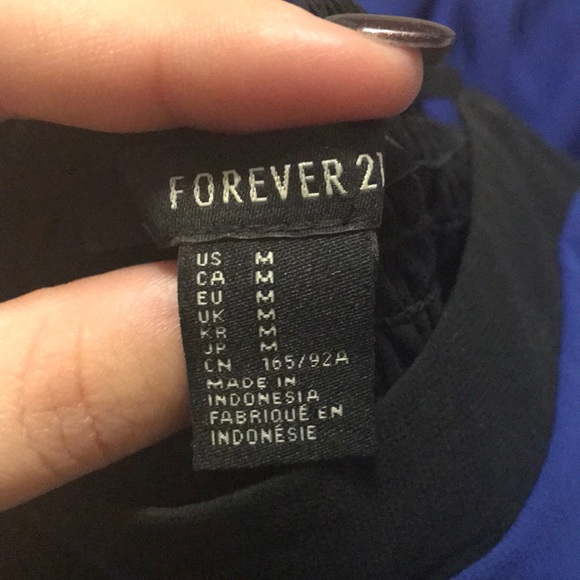 FOREVER 21
US M
CA M
EU M
UK M
KR M
JP M
CN 165/92A
MADE IN
INDONESIA
FABRIQUÉ EN
INDONÉSIE